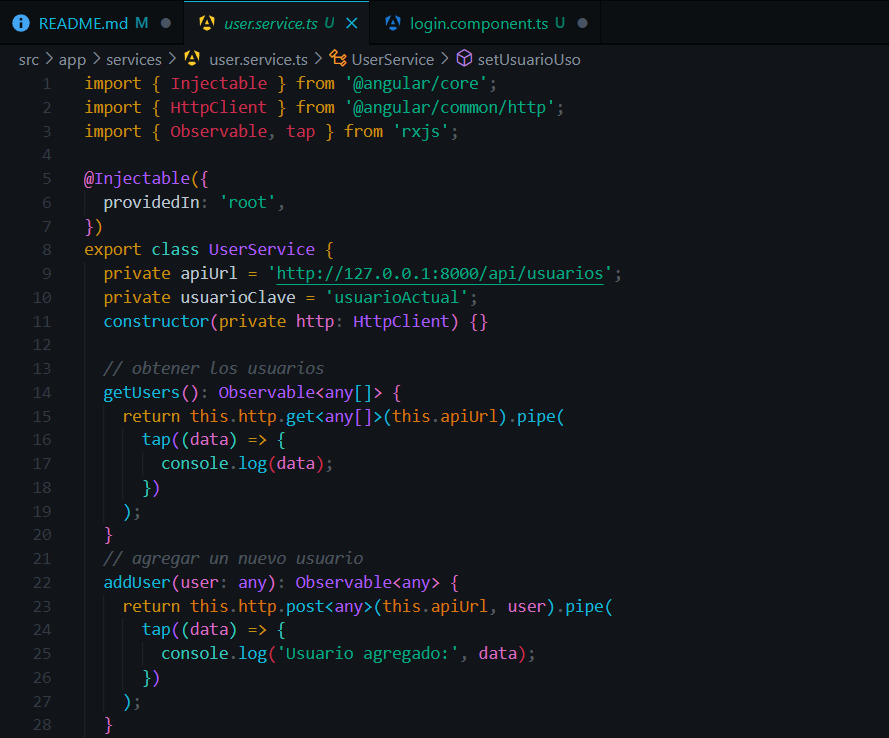 README.md M ●
user.service.ts U ×
login.component.ts U ●
src > app > services > user.service.ts > UserService > setUsuarioUso
1 import { Injectable } from '@angular/core';
2 import { HttpClient } from '@angular/common/http';
3 import { Observable, tap } from 'rxjs';
4
5 @Injectable({
6   providedIn: 'root',
7 })
8 export class UserService {
9   private apiUrl = 'http://127.0.0.1:8000/api/usuarios';
10   private usuarioClave = 'usuarioActual';
11   constructor(private http: HttpClient) {}
12
13   // obtener los usuarios
14   getUsers(): Observable<any[]> {
15     return this.http.get<any[]>(this.apiUrl).pipe(
16       tap((data) => {
17         console.log(data);
18       })
19     );
20   }
21   // agregar un nuevo usuario
22   addUser(user: any): Observable<any> {
23     return this.http.post<any>(this.apiUrl, user).pipe(
24       tap((data) => {
25         console.log('Usuario agregado:', data);
26       })
27     );
28   }